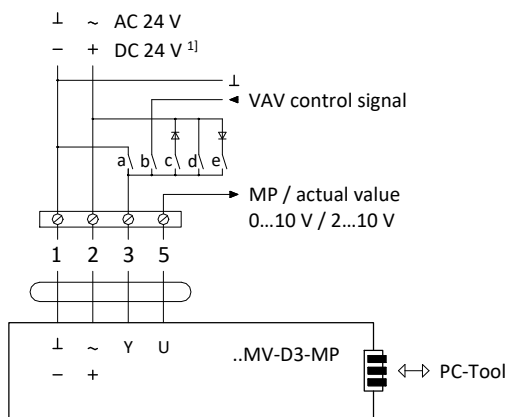 ⊥ ~ AC 24 V
– + DC 24 V 1]
⊥
VAV control signal
a b c d e
MP / actual value
0...10 V / 2...10 V
1 2 3 5
⊥ ~ Y U ..MV-D3-MP
– +
PC-Tool